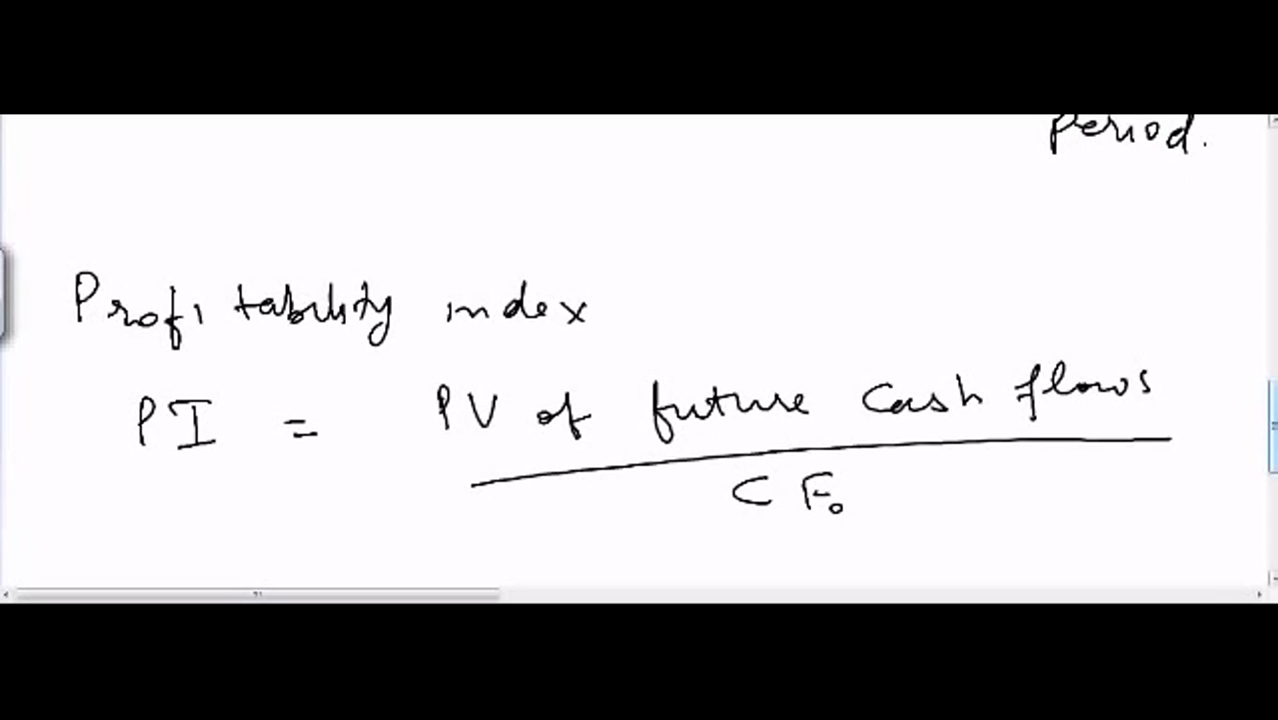 Period.
Profitability index
PI = PV of future cash flows
CF₀